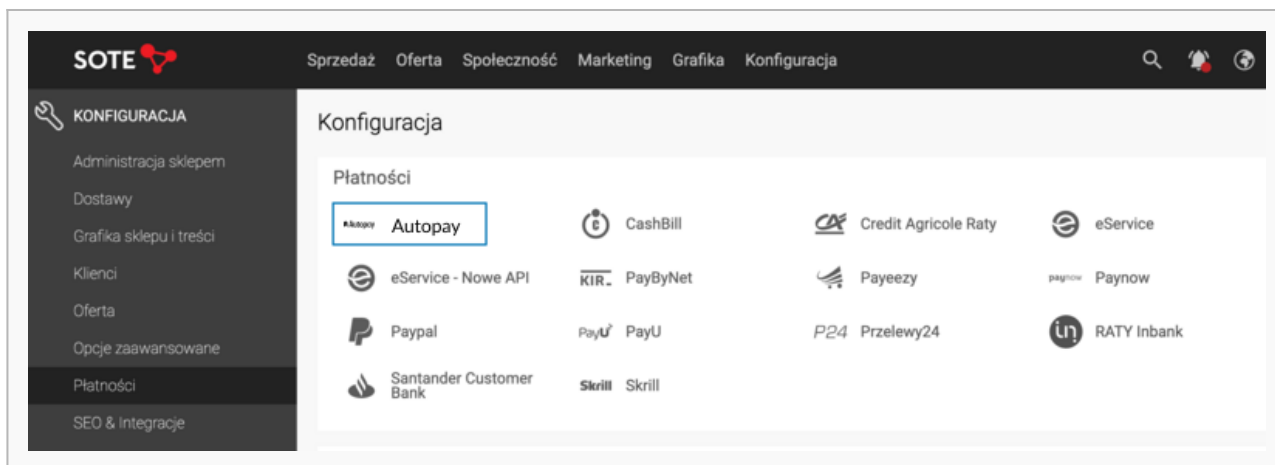 SOTE
Sprzedaż Oferta Społeczność Marketing Grafika Konfiguracja
KONFIGURACJA
Administracja sklepem
Dostawy
Grafika sklepu i treści
Klienci
Oferta
Opcje zaawansowane
Płatności
SEO & Integracje
Konfiguracja
Płatności
Autopay Autopay
CashBill
CA Credit Agricole Raty
eService
eService - Nowe API
KIR PayByNet
Payeezy
paynow Paynow
Paypal
PayU PayU
P24 Przelewy24
in RATY Inbank
Santander Customer
Bank
Skrill Skrill